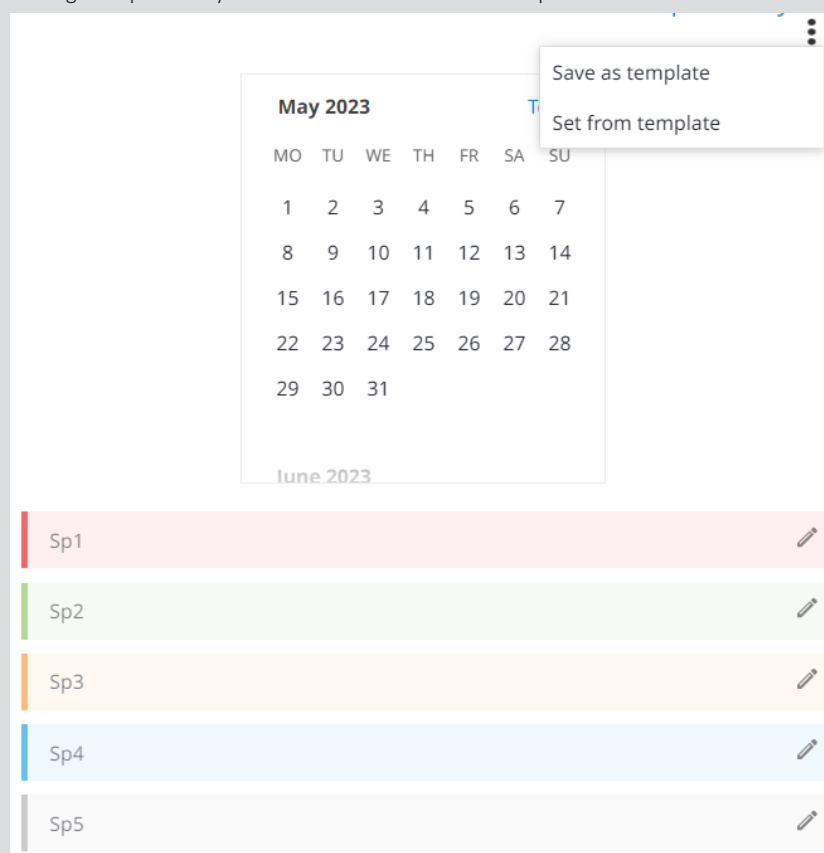 Save as template
Set from template
May 2023
MO TU WE TH FR SA SU
1 2 3 4 5 6 7
8 9 10 11 12 13 14
15 16 17 18 19 20 21
22 23 24 25 26 27 28
29 30 31
June 2023
Sp1
Sp2
Sp3
Sp4
Sp5